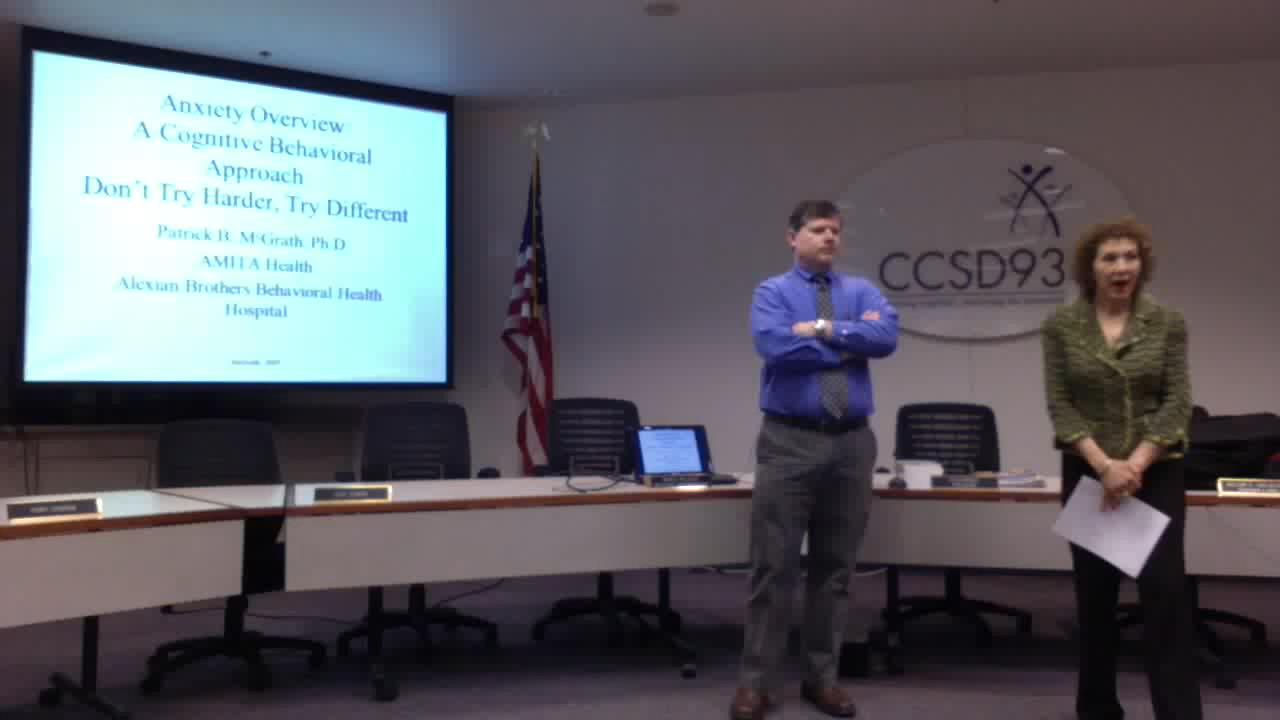 Anxiety Overview
A Cognitive Behavioral
Approach
Don't Try Harder, Try Different
Patrick B. McGrath, Ph.D
AMITA Health
Alexian Brothers Behavioral Health
Hospital
CCSD93